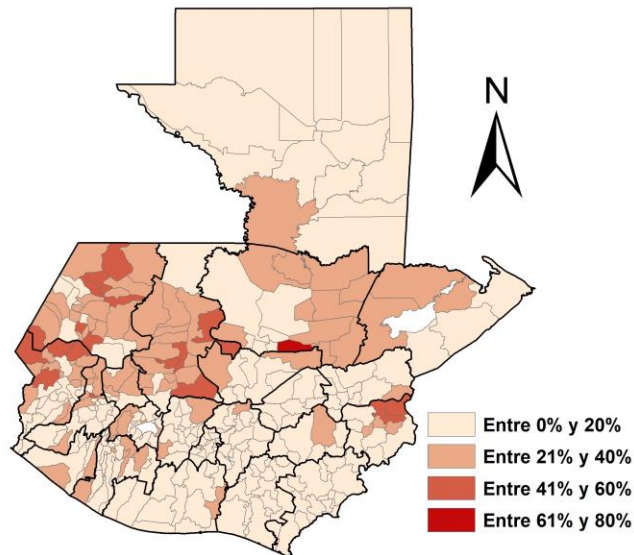 N
Entre 0% y 20%
Entre 21% y 40%
Entre 41% y 60%
Entre 61% y 80%